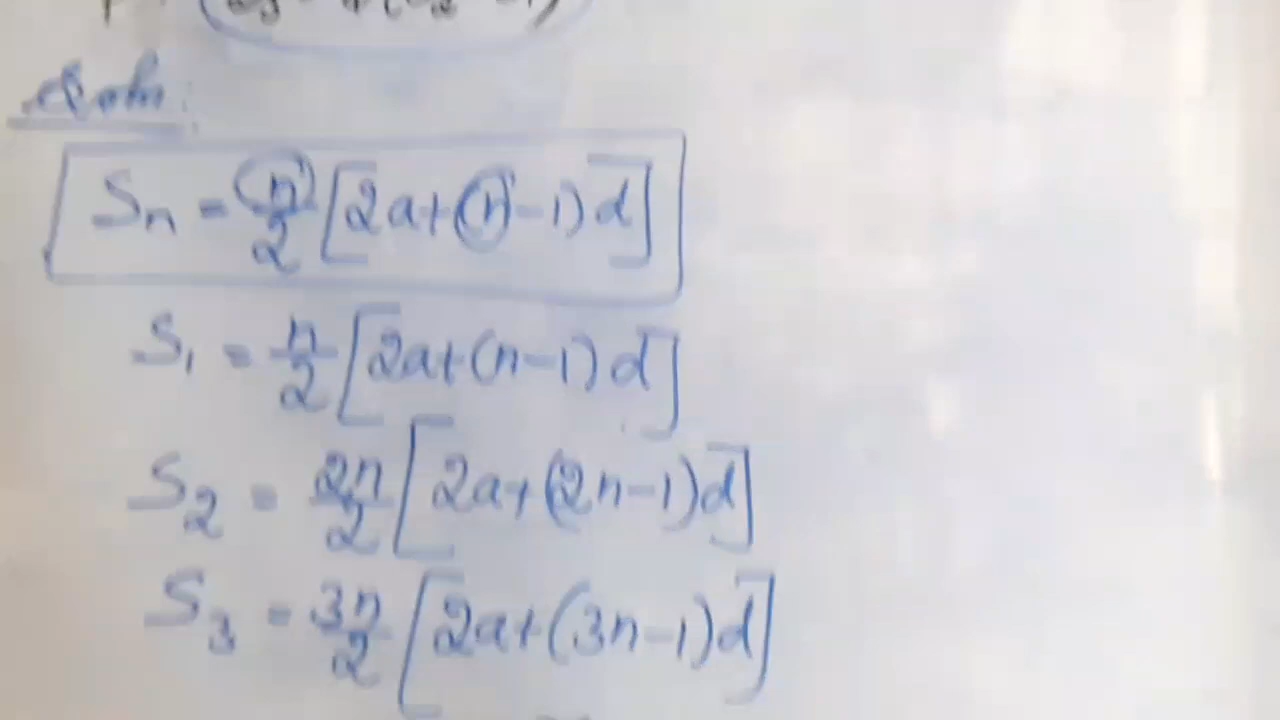 Soln:
Sn = n/2 [2a+(n-1)d]
S1 = n/2 [2a+(n-1)d]
S2 = 2n/2 [2a+(2n-1)d]
S3 = 3n/2 [2a+(3n-1)d]